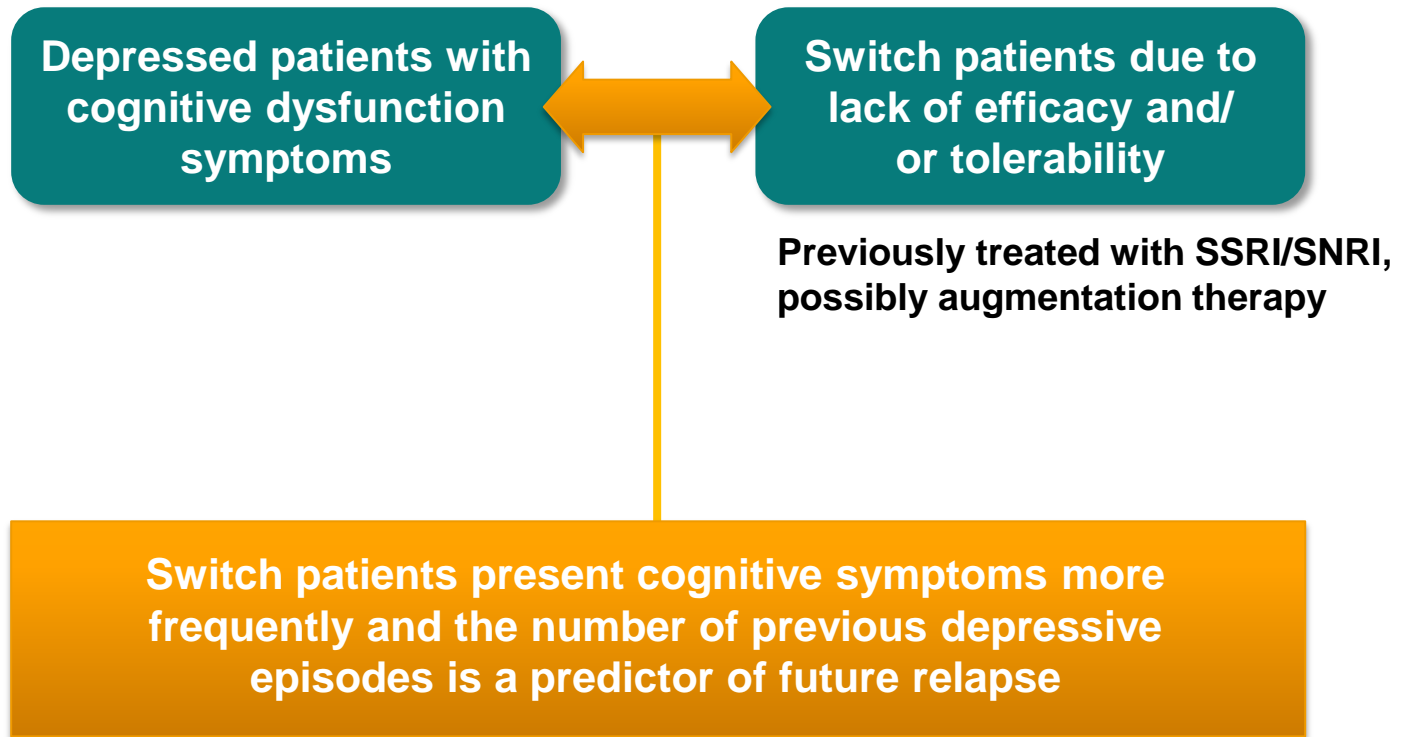 Depressed patients with
cognitive dysfunction
symptoms
Switch patients due to
lack of efficacy and/
or tolerability
Previously treated with SSRI/SNRI,
possibly augmentation therapy
Switch patients present cognitive symptoms more
frequently and the number of previous depressive
episodes is a predictor of future relapse